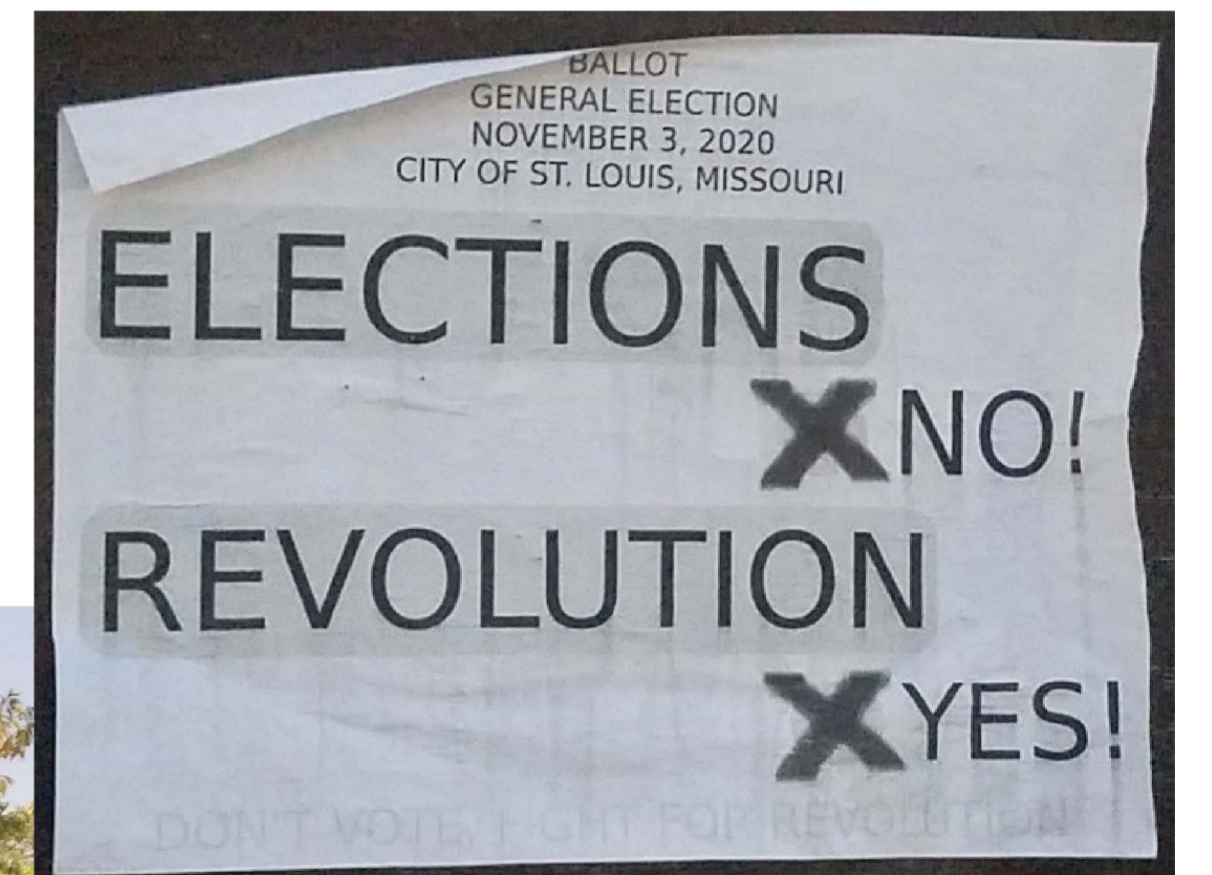 BALLOT
GENERAL ELECTION
NOVEMBER 3, 2020
CITY OF ST. LOUIS, MISSOURI
ELECTIONS
X NO!
REVOLUTION
X YES!
DON'T VOTE, FIGHT FOR REVOLUTION